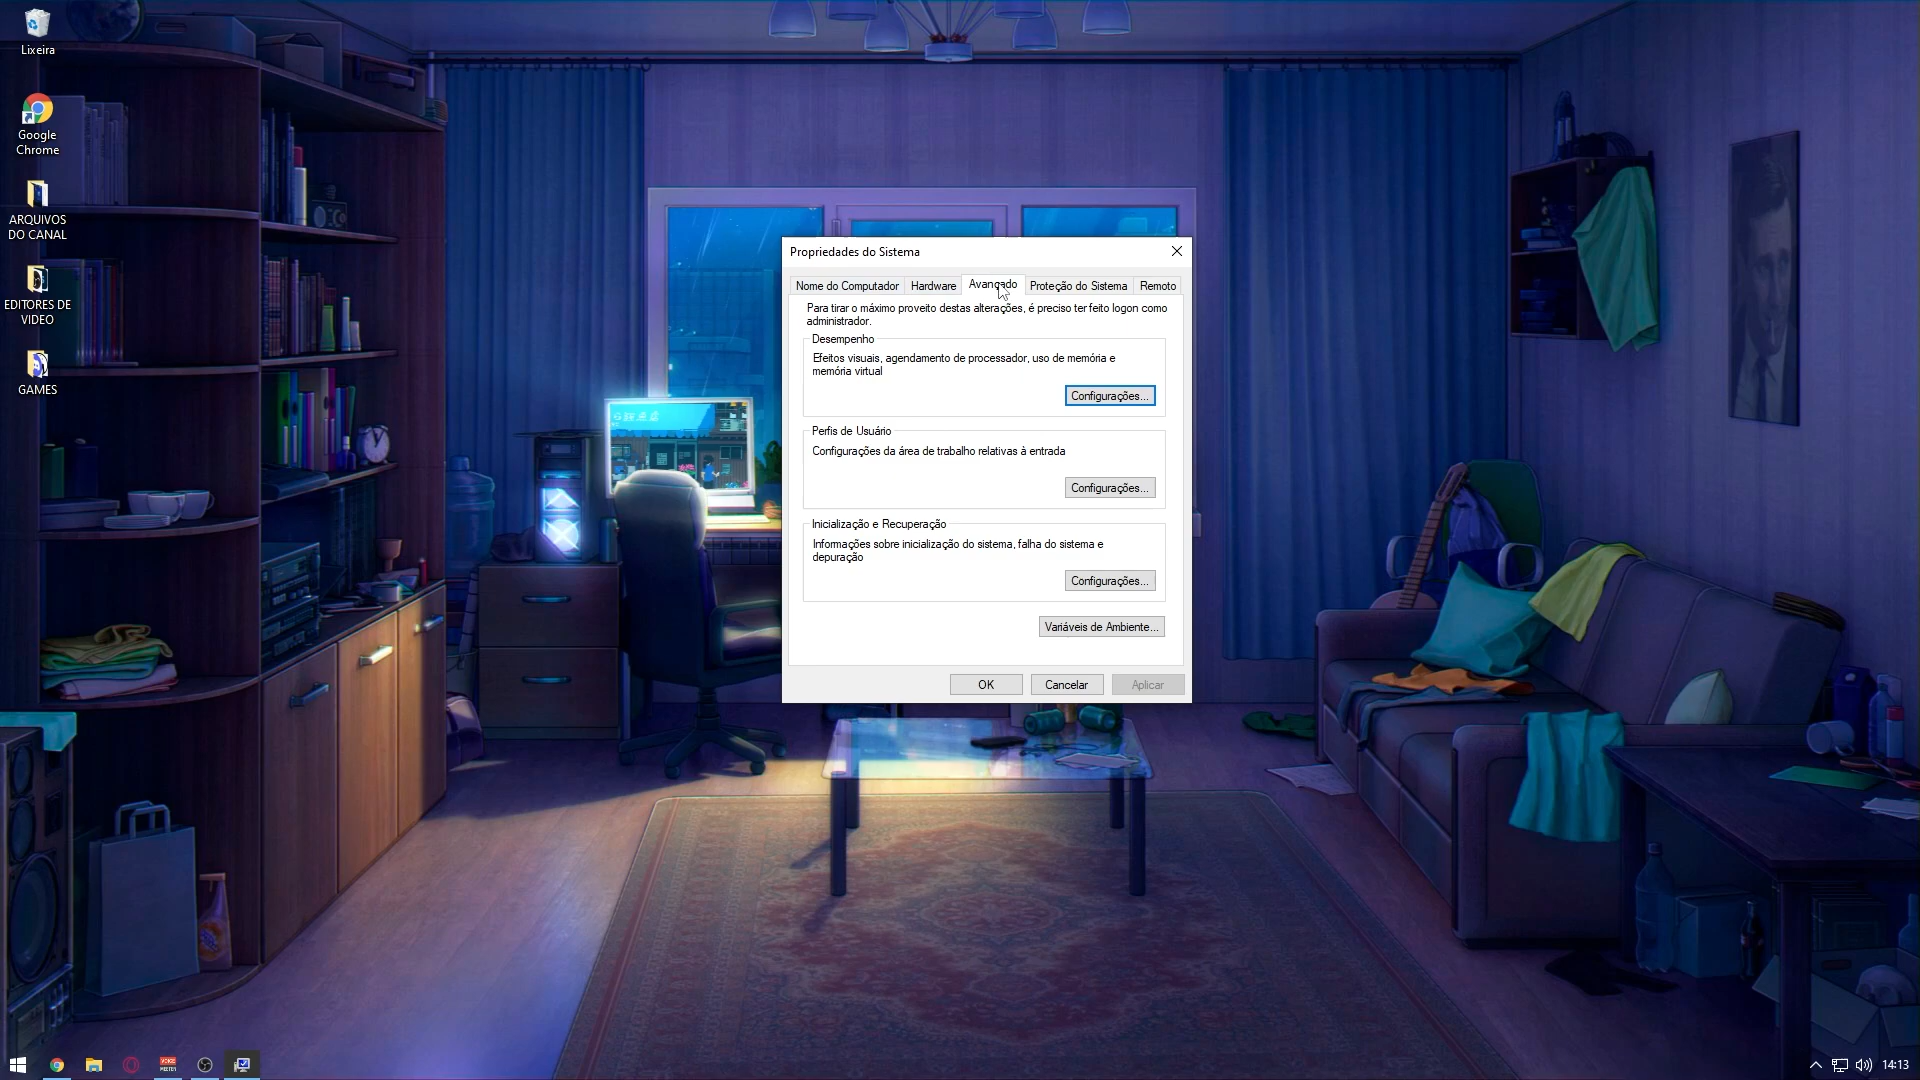 Lixeira
Google
Chrome
ARQUIVOS
DO CANAL
EDITORES DE
VIDEO
GAMES
Propriedades do Sistema
Nome do Computador
Hardware
Avançado
Proteção do Sistema
Remoto
Para tirar o máximo proveito destas alterações, é preciso ter feito logon como
administrador.
Desempenho
Efeitos visuais, agendamento de processador, uso de memória e
memória virtual
Configurações...
Perfis de Usuário
Configurações da área de trabalho relativas à entrada
Configurações...
Inicialização e Recuperação
Informações sobre inicialização do sistema, falha do sistema e
depuração
Configurações...
Variáveis de Ambiente...
OK
Cancelar
Aplicar
14:13